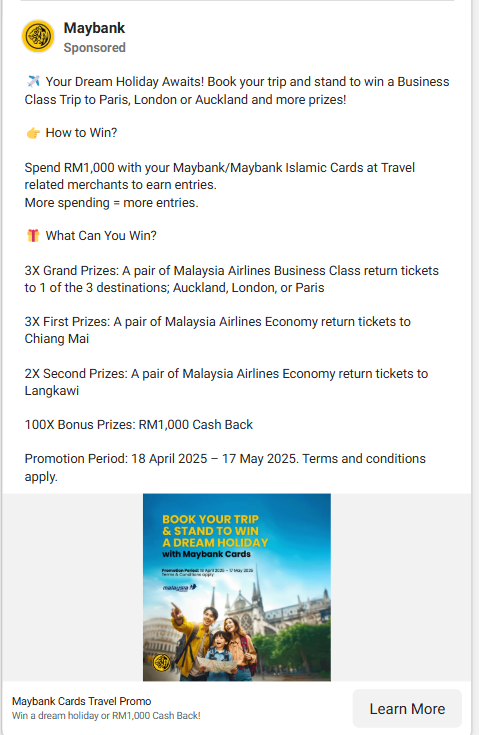 Maybank
Sponsored
✈️ Your Dream Holiday Awaits! Book your trip and stand to win a Business
Class Trip to Paris, London or Auckland and more prizes!
👉 How to Win?
Spend RM1,000 with your Maybank/Maybank Islamic Cards at Travel
related merchants to earn entries.
More spending = more entries.
🎁 What Can You Win?
3X Grand Prizes: A pair of Malaysia Airlines Business Class return tickets
to 1 of the 3 destinations; Auckland, London, or Paris
3X First Prizes: A pair of Malaysia Airlines Economy return tickets to
Chiang Mai
2X Second Prizes: A pair of Malaysia Airlines Economy return tickets to
Langkawi
100X Bonus Prizes: RM1,000 Cash Back
Promotion Period: 18 April 2025 – 17 May 2025. Terms and conditions
apply.
BOOK YOUR TRIP
& STAND TO WIN
A DREAM HOLIDAY
with Maybank Cards
Promotion Period: 18 April 2025 – 17 May 2025
Terms & Conditions apply
malaysia
Maybank Cards Travel Promo
Win a dream holiday or RM1,000 Cash Back!
Learn More